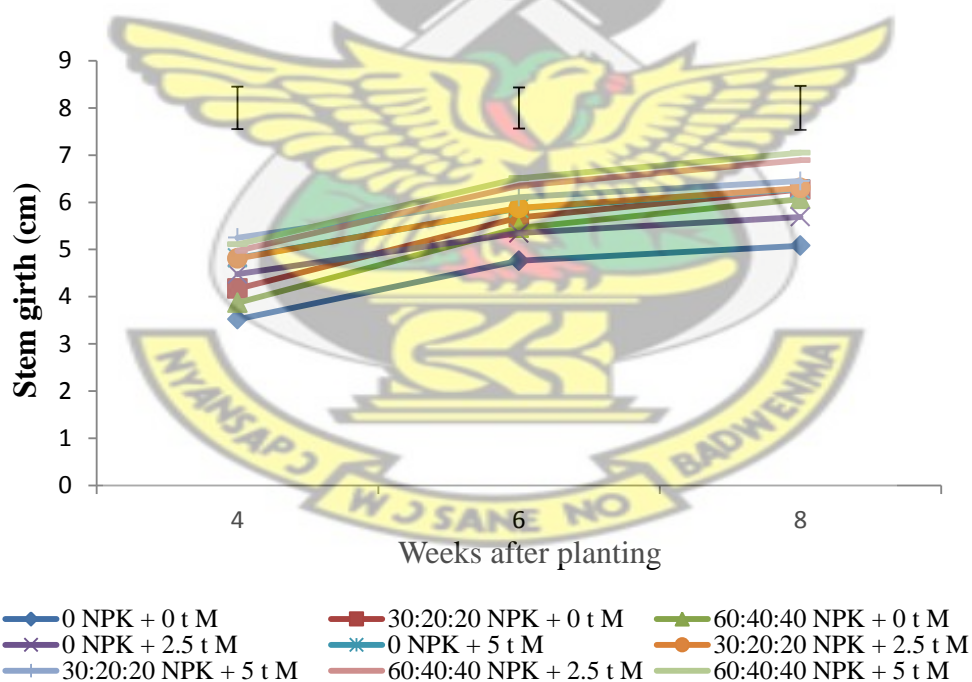 9
8
7
6
5
4
3
2
1
0
Stem girth (cm)
NYANSAPƆ
WƆSANE NO
BADWENMA
4 6 8
Weeks after planting
0 NPK + 0 t M 30:20:20 NPK + 0 t M 60:40:40 NPK + 0 t M
0 NPK + 2.5 t M 0 NPK + 5 t M 30:20:20 NPK + 2.5 t M
30:20:20 NPK + 5 t M 60:40:40 NPK + 2.5 t M 60:40:40 NPK + 5 t M